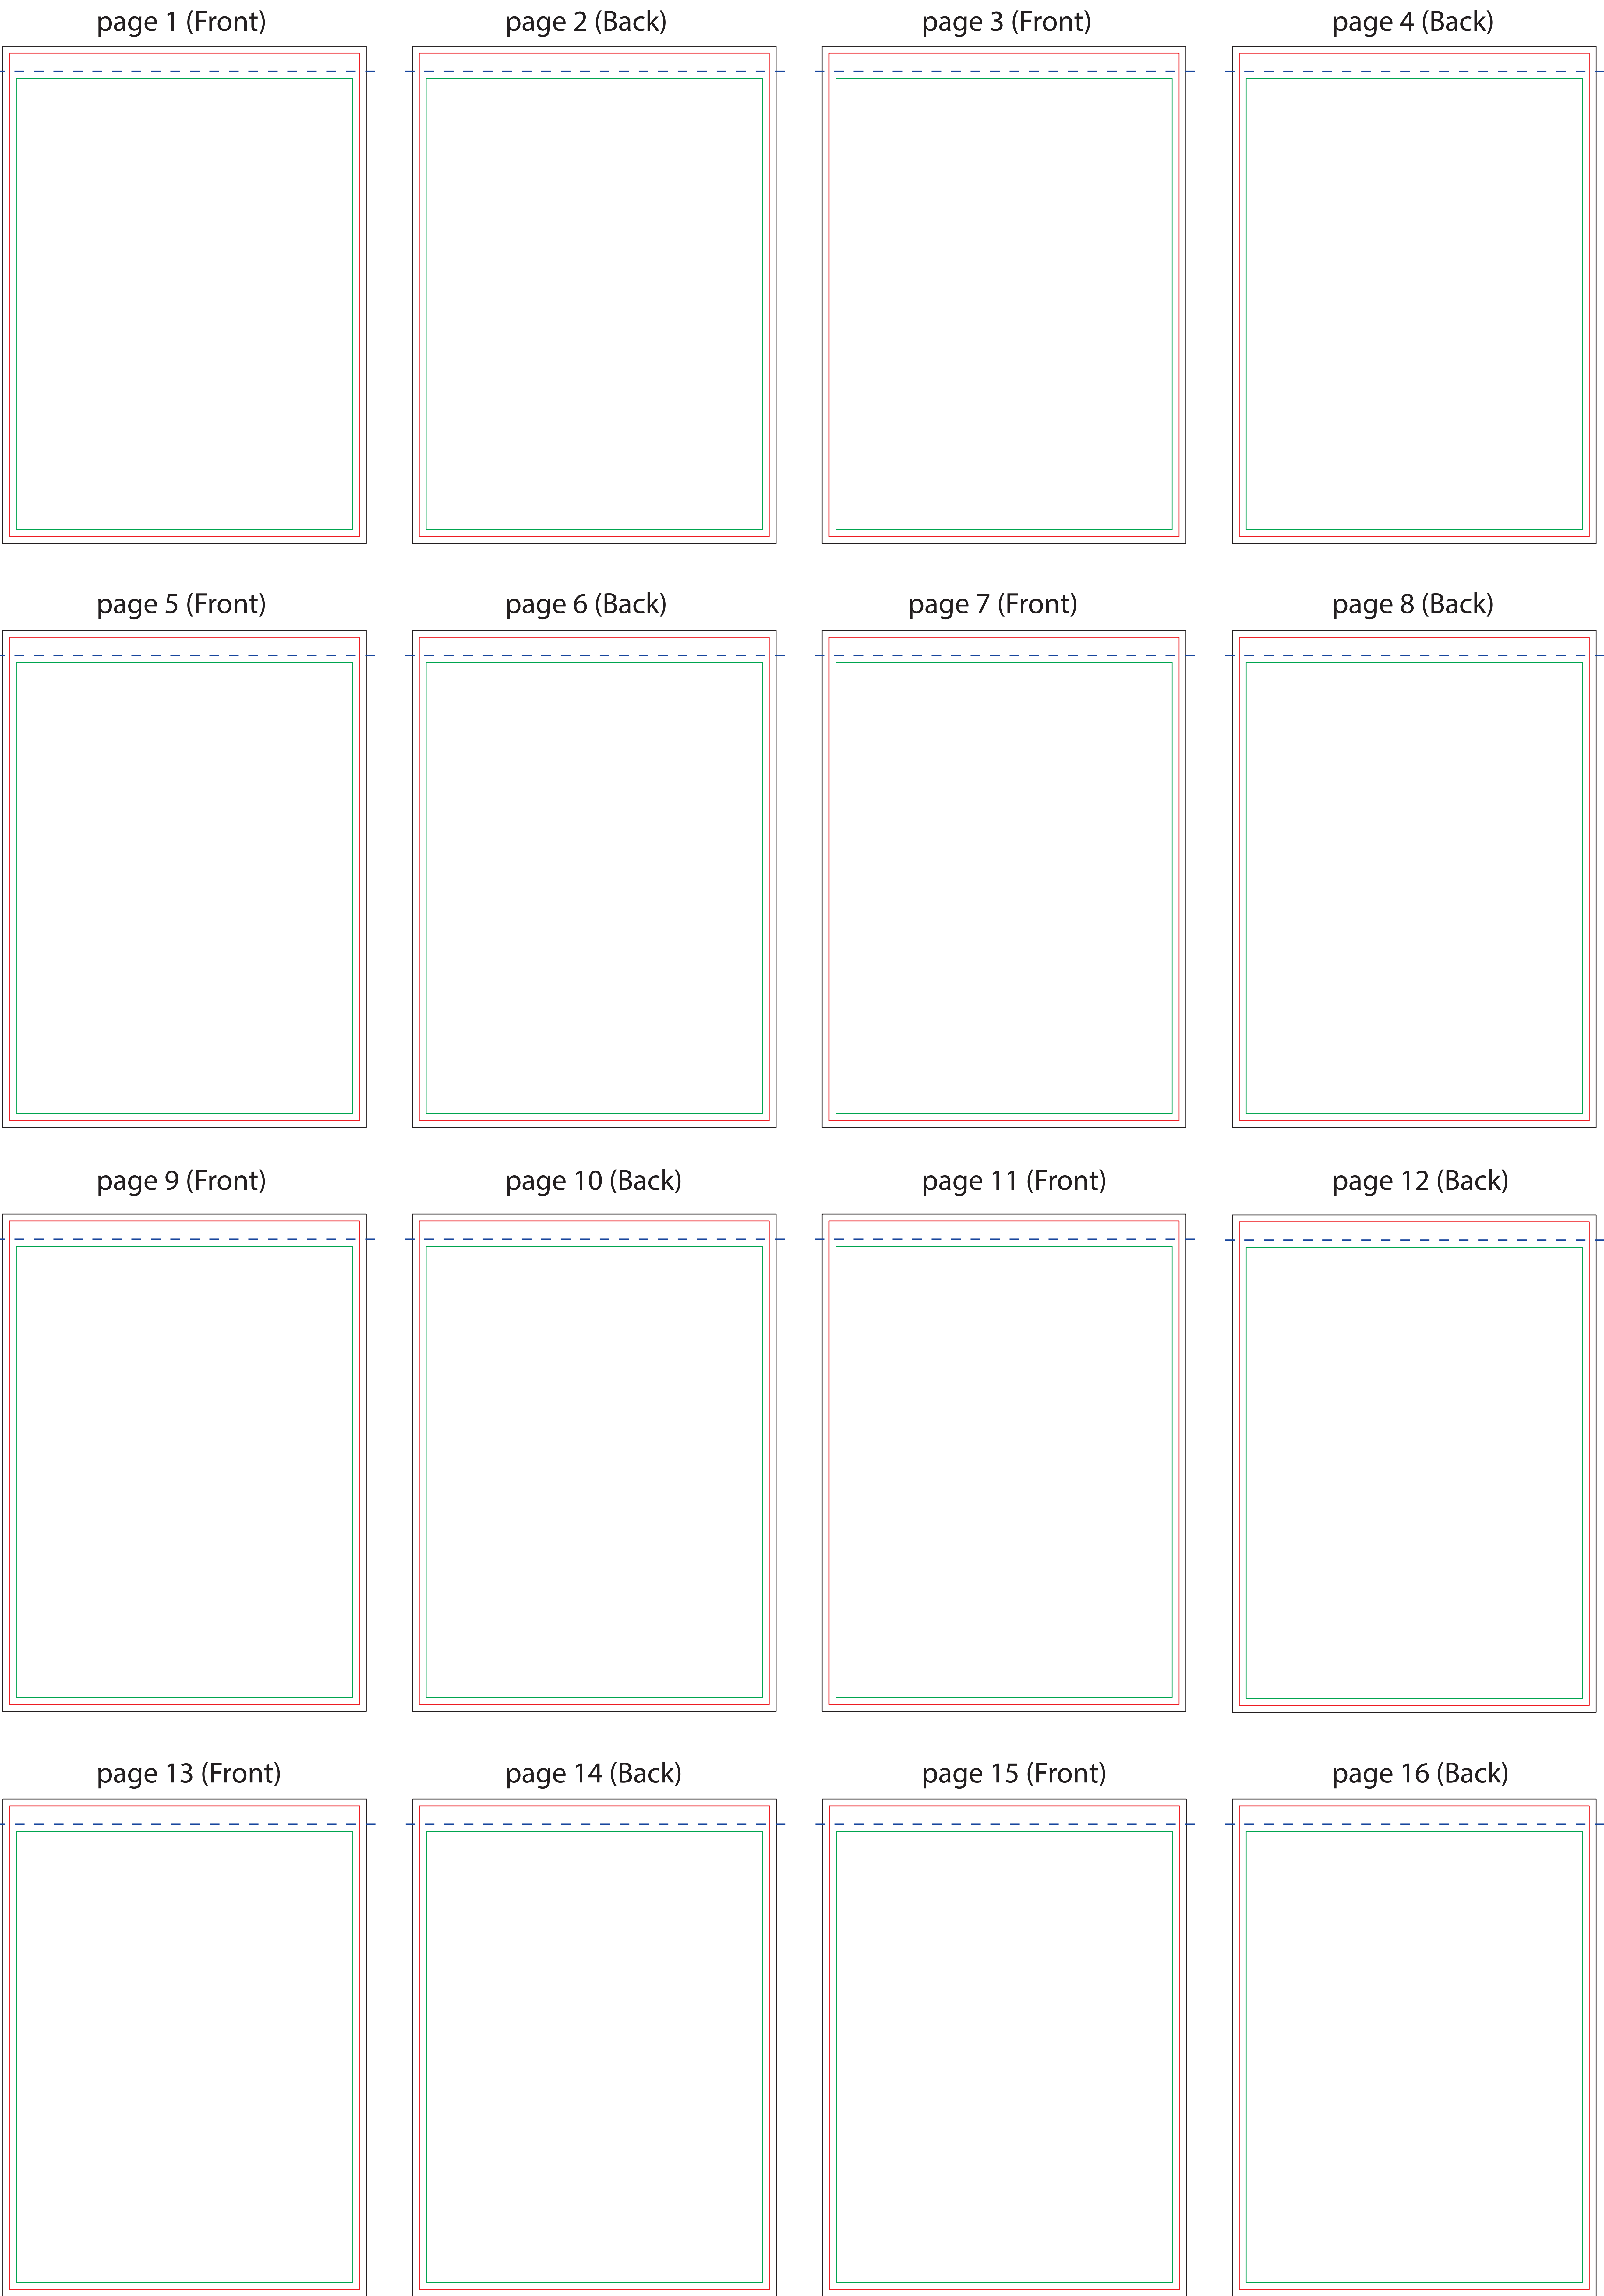 page 1 (Front)
page 2 (Back)
page 3 (Front)
page 4 (Back)
page 5 (Front)
page 6 (Back)
page 7 (Front)
page 8 (Back)
page 9 (Front)
page 10 (Back)
page 11 (Front)
page 12 (Back)
page 13 (Front)
page 14 (Back)
page 15 (Front)
page 16 (Back)